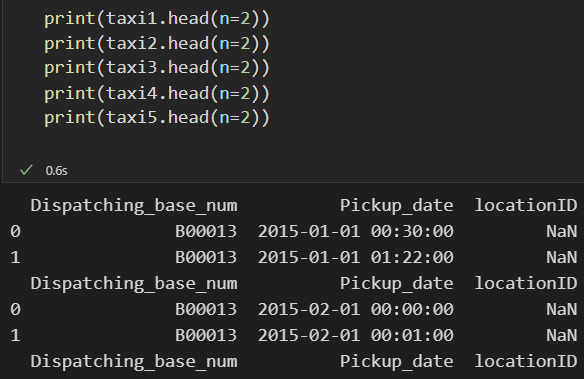 print(taxi1.head(n=2))
print(taxi2.head(n=2))
print(taxi3.head(n=2))
print(taxi4.head(n=2))
print(taxi5.head(n=2))
0.6s
Dispatching_base_num Pickup_date locationID
0 B00013 2015-01-01 00:30:00 NaN
1 B00013 2015-01-01 01:22:00 NaN
Dispatching_base_num Pickup_date locationID
0 B00013 2015-02-01 00:00:00 NaN
1 B00013 2015-02-01 00:01:00 NaN
Dispatching_base_num Pickup_date locationID